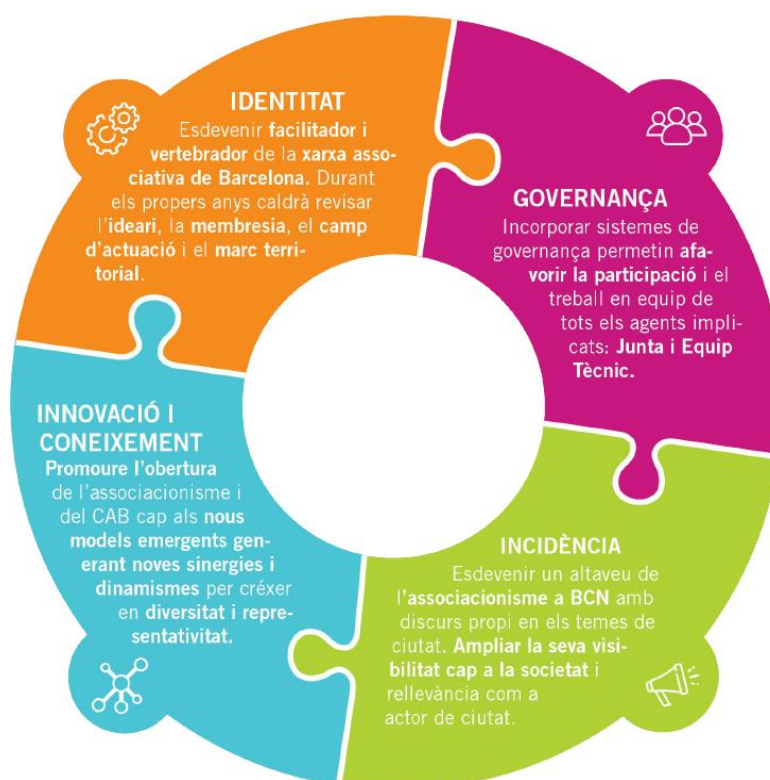 IDENTITAT
Esdevenir facilitador i
vertebrador de la xarxa asso-
ciativa de Barcelona. Durant
els propers anys caldrà revisar
l'ideari, la membresia, el camp
d'actuació i el marc terri-
torial.
GOVERNANÇA
Incorporar sistemes de
governança permetin afa-
vorir la participació i el
treball en equip de
tots els agents impli-
cats: Junta i Equip
Tècnic.
INNOVACIÓ I
CONEIXEMENT
Promoure l'obertura
de l'associacionisme i
del CAB cap als nous
models emergents gen-
erant noves sinergies i
dinamismes per créxer
en diversitat i repre-
sentativitat.
INCIDÈNCIA
Esdevenir un altaveu de
l'associacionisme a BCN amb
discurs propi en els temes de
ciutat. Ampliar la seva visi-
bilitat cap a la societat i
rellevància com a
actor de ciutat.